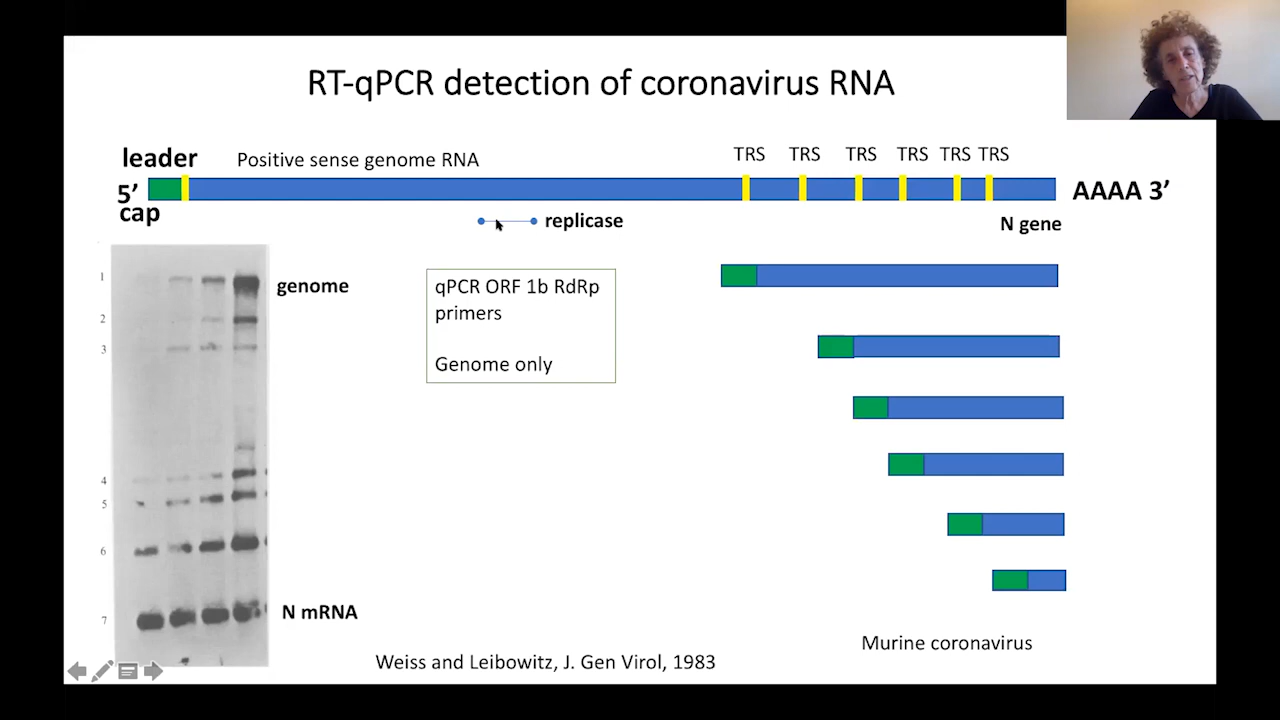 RT-qPCR detection of coronavirus RNA
leader
Positive sense genome RNA
TRS TRS TRS TRS TRS TRS
5’
cap
AAAA 3’
replicase
N gene
1
genome
2
3
qPCR ORF 1b RdRp
primers
Genome only
4
5
6
7
N mRNA
Murine coronavirus
Weiss and Leibowitz, J. Gen Virol, 1983